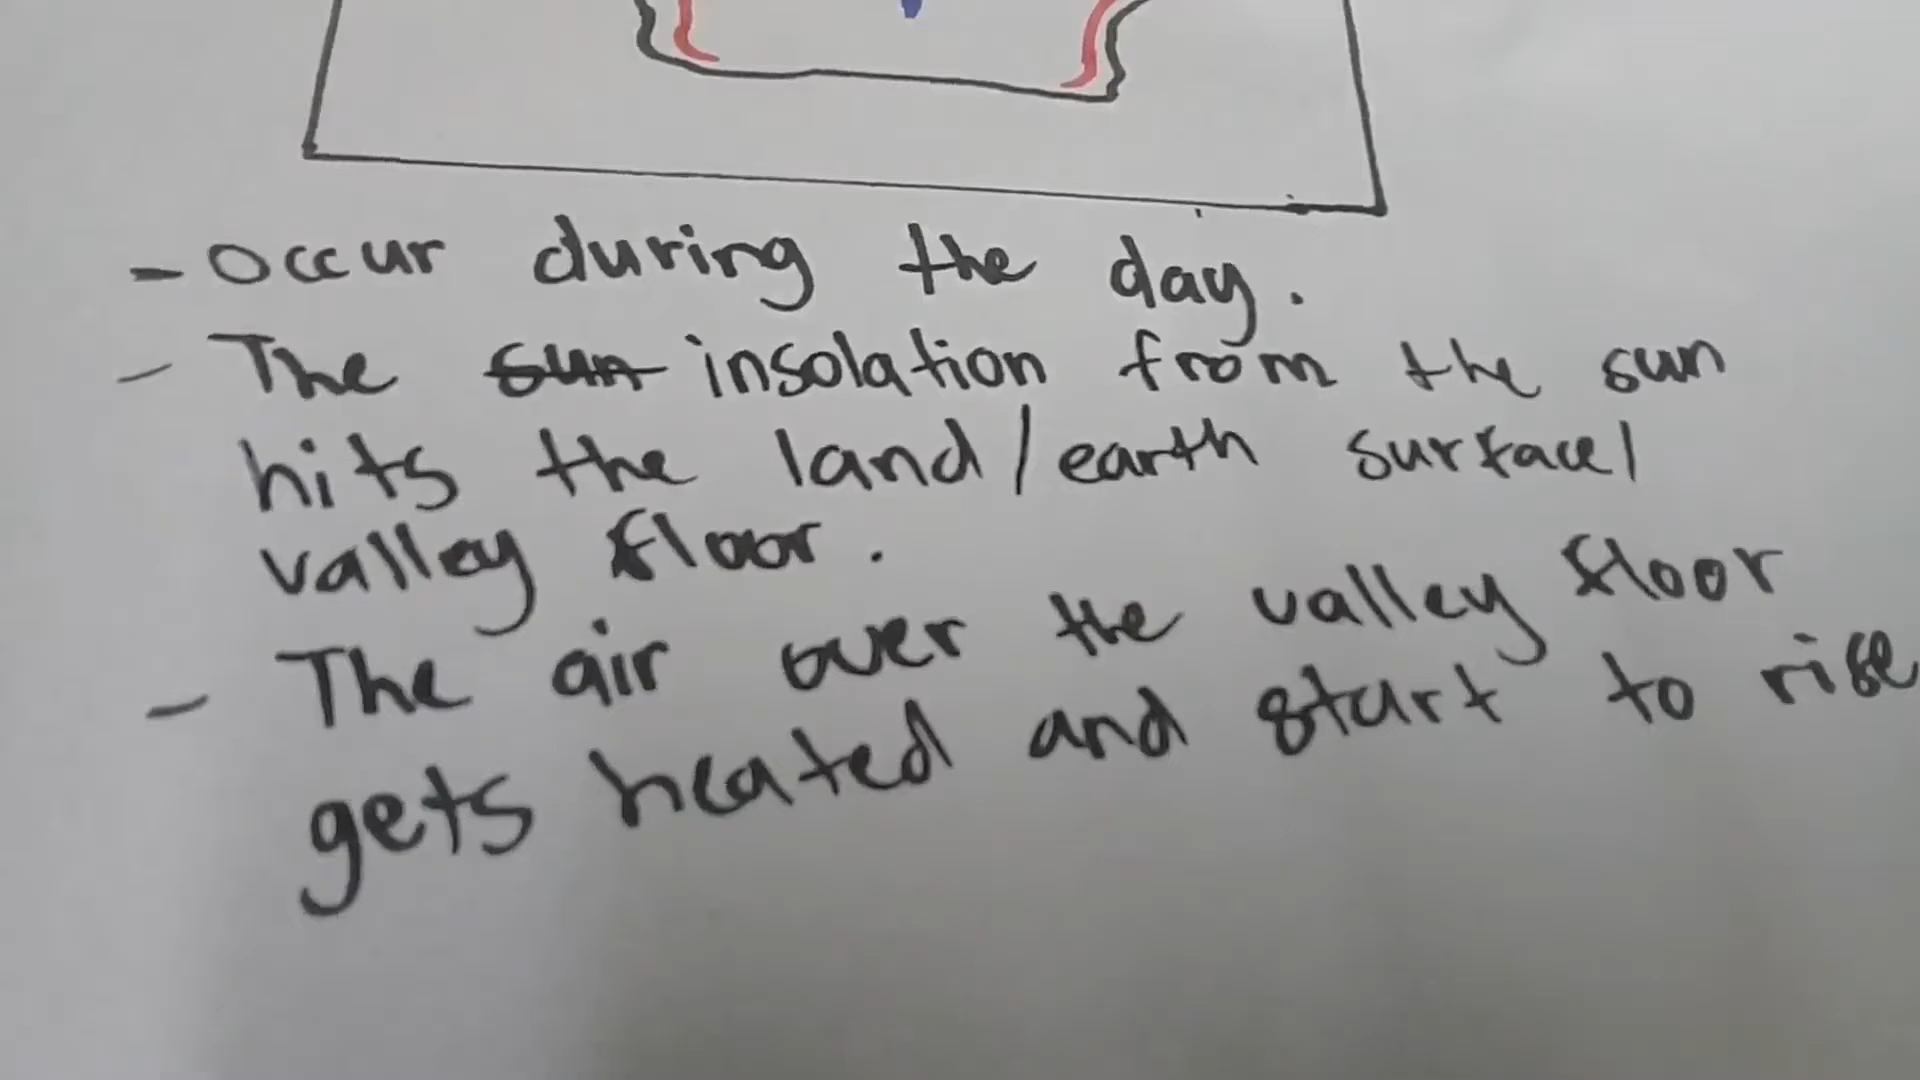 - Occur during the day.
- The sun insolation from the sun
hits the land/earth surface/
valley floor.
- The air over the valley floor
gets heated and start to rise